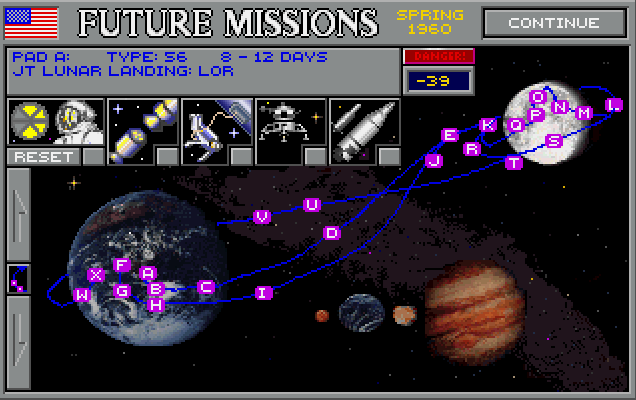 FUTURE MISSIONS
SPRING
1960
CONTINUE
PAD A: TYPE: 56 8 - 12 DAYS
JT LUNAR LANDING: LOR
DANGER!
-39
RESET
O
N
M
L
P
K
Q
E
R
S
J
T
U
V
D
F
X
A
B
C
G
W
H
I